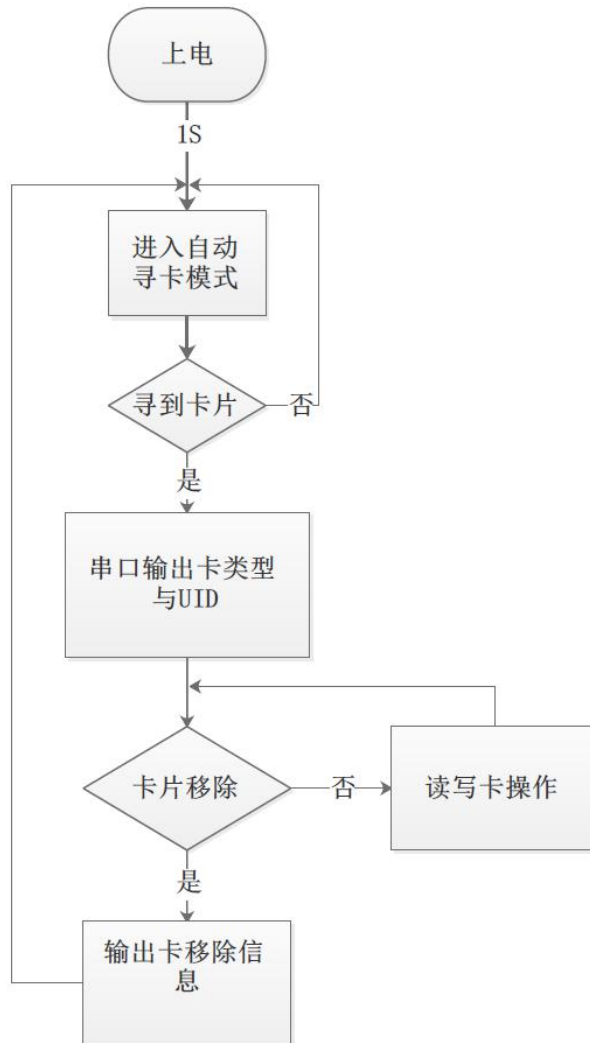 上电
1S
进入自动
寻卡模式
寻到卡片
否
是
串口输出卡类型
与UID
卡片移除
否
读写卡操作
是
输出卡移除信
息